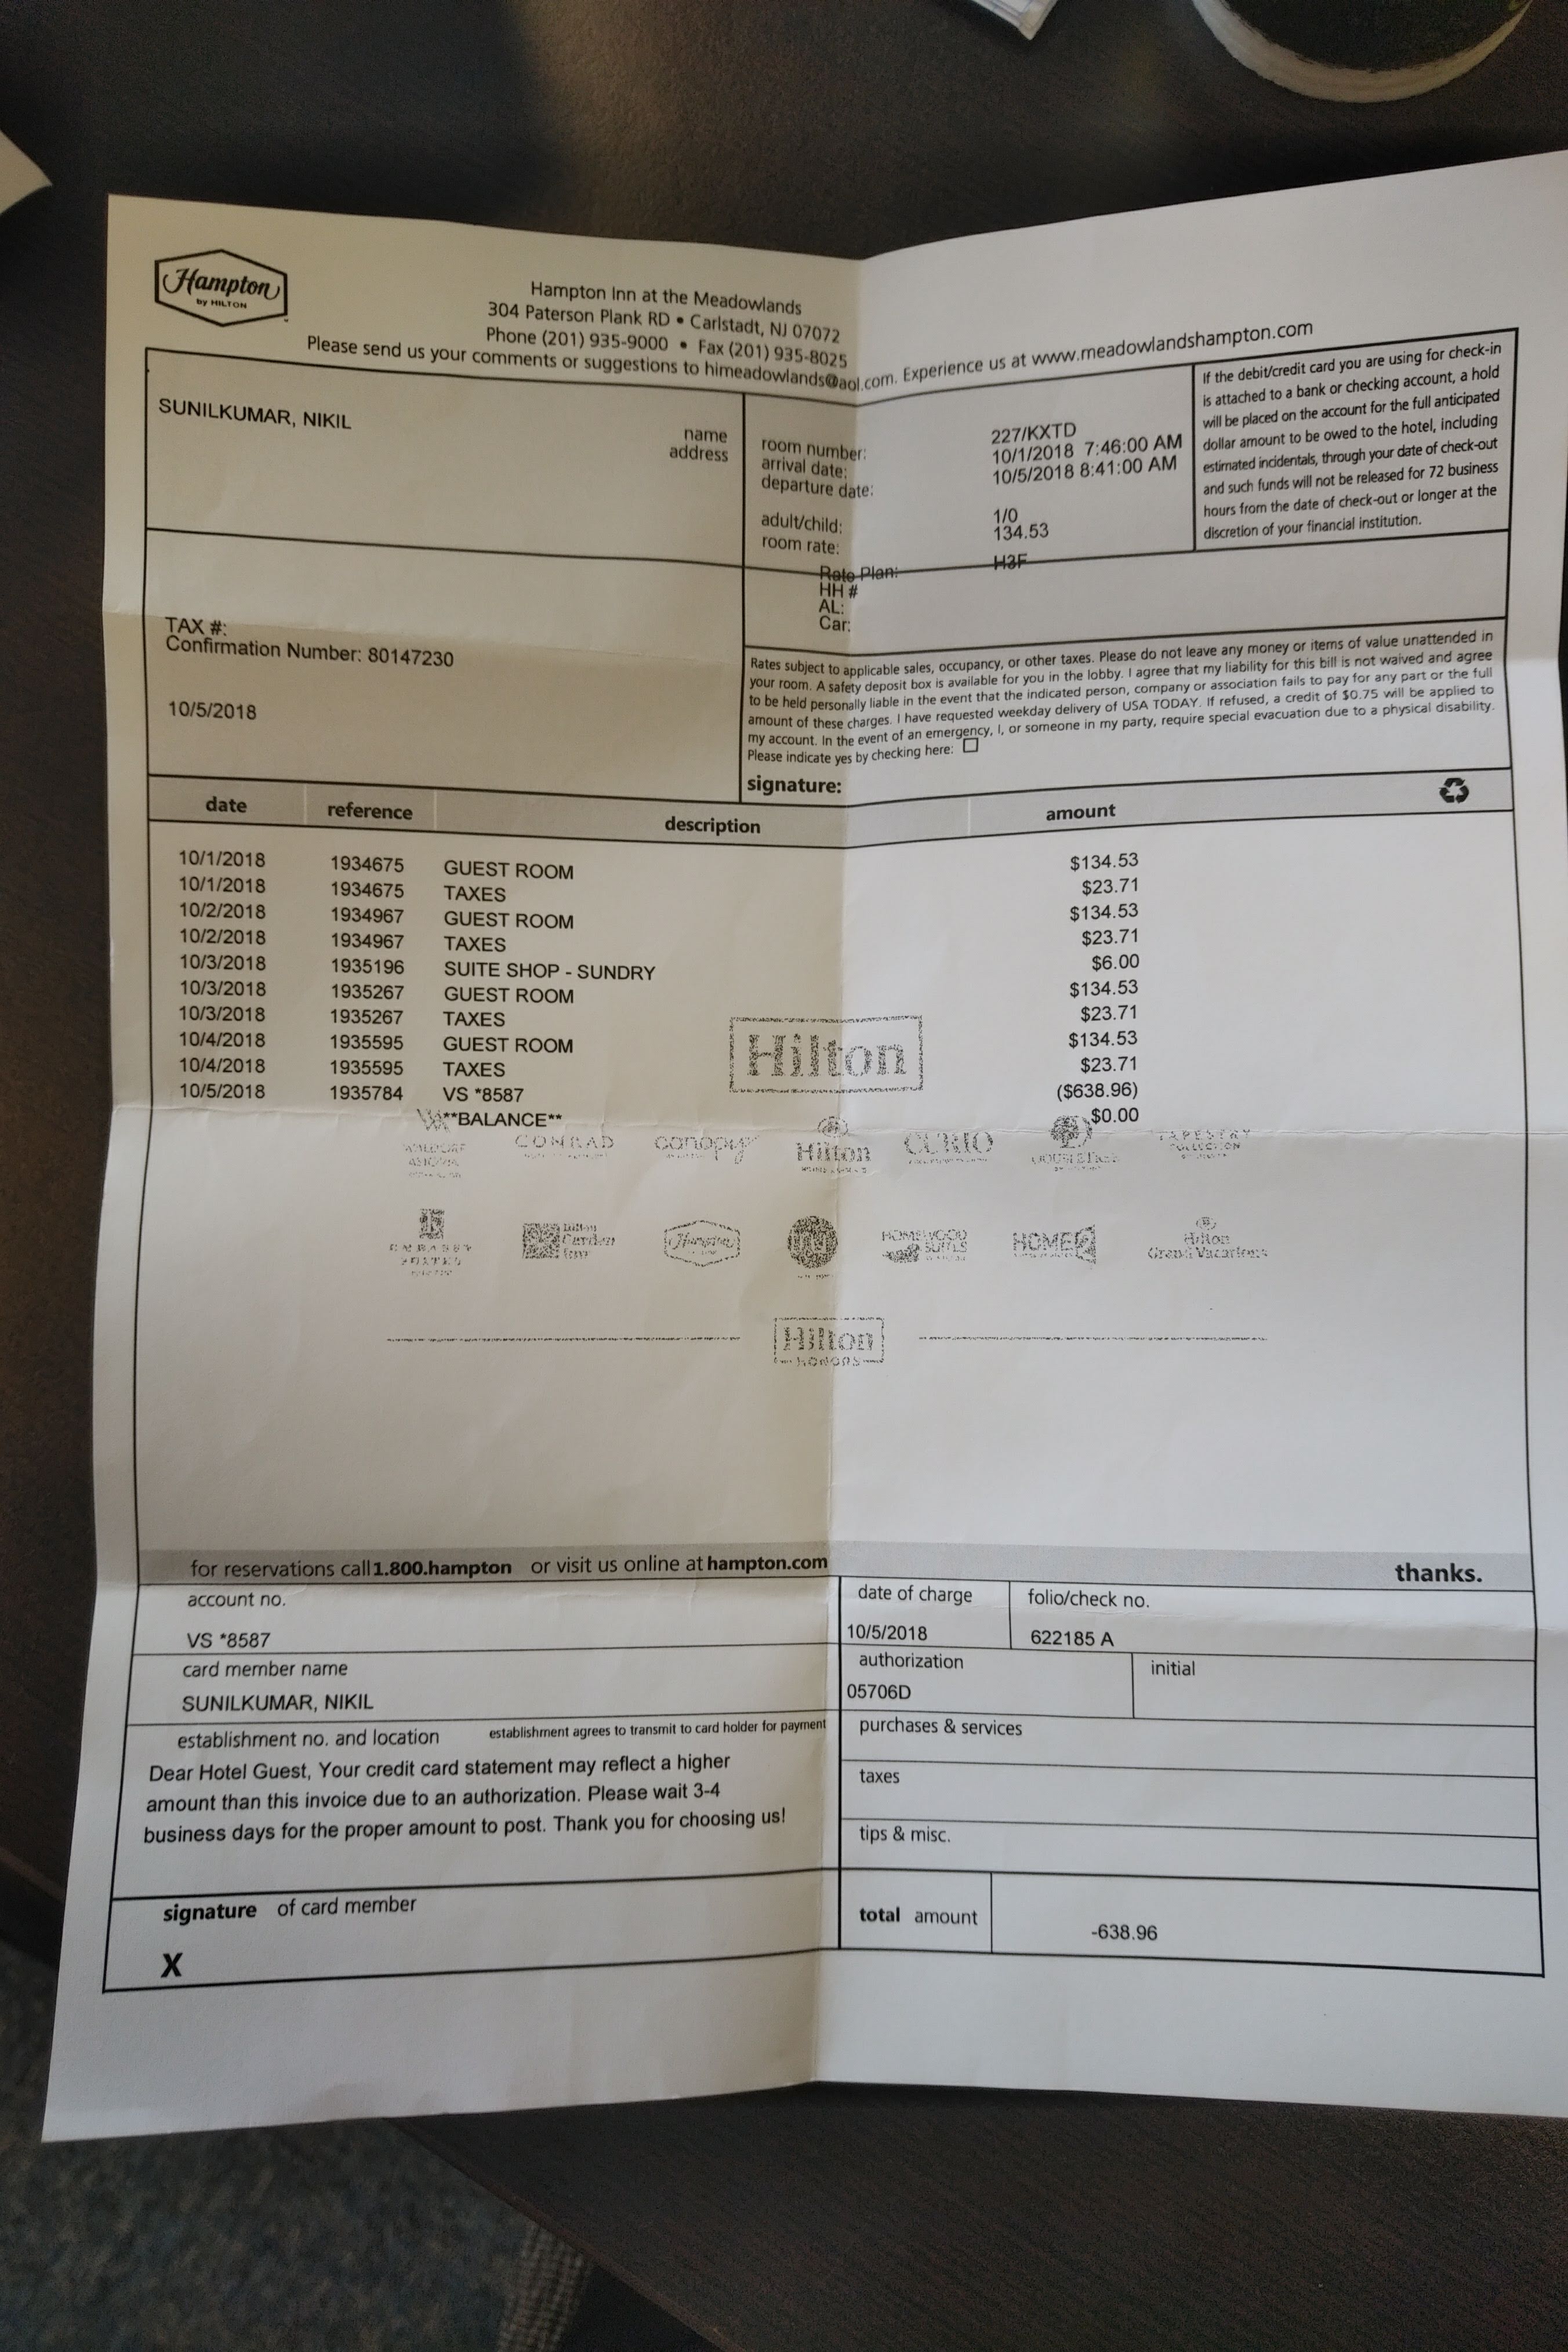 Hampton
by HILTON
Hampton Inn at the Meadowlands
304 Paterson Plank RD • Carlstadt, NJ 07072
Phone (201) 935-9000 • Fax (201) 935-8025
Please send us your comments or suggestions to himeadowlands@aol.com. Experience us at www.meadowlandshampton.com
SUNILKUMAR, NIKIL
name
address
room number: 227/KXTD
arrival date: 10/1/2018 7:46:00 AM
departure date: 10/5/2018 8:41:00 AM
adult/child: 1/0
room rate: 134.53
If the debit/credit card you are using for check-in
is attached to a bank or checking account, a hold
will be placed on the account for the full anticipated
dollar amount to be owed to the hotel, including
estimated incidentals, through your date of check-out
and such funds will not be released for 72 business
hours from the date of check-out or longer at the
discretion of your financial institution.
Rate Plan: H3F
HH #
AL:
Car:
TAX #:
Confirmation Number: 80147230
10/5/2018
Rates subject to applicable sales, occupancy, or other taxes. Please do not leave any money or items of value unattended in
your room. A safety deposit box is available for you in the lobby. I agree that my liability for this bill is not waived and agree
to be held personally liable in the event that the indicated person, company or association fails to pay for any part or the full
amount of these charges. I have requested weekday delivery of USA TODAY. If refused, a credit of $0.75 will be applied to
my account. In the event of an emergency, I, or someone in my party, require special evacuation due to a physical disability.
Please indicate yes by checking here:
signature:
date reference description amount
10/1/2018 1934675 GUEST ROOM $134.53
10/1/2018 1934675 TAXES $23.71
10/2/2018 1934967 GUEST ROOM $134.53
10/2/2018 1934967 TAXES $23.71
10/3/2018 1935196 SUITE SHOP - SUNDRY $6.00
10/3/2018 1935267 GUEST ROOM $134.53
10/3/2018 1935267 TAXES $23.71
10/4/2018 1935595 GUEST ROOM $134.53
10/4/2018 1935595 TAXES $23.71
10/5/2018 1935784 VS *8587 ($638.96)
**BALANCE** $0.00
Hilton
WALDORF ASTORIA CONRAD canopy Hilton CURIO DOUBLETREE TAPESTRY COLLECTION
EMBASSY SUITES Hilton Garden Inn Hampton HOMEWOOD SUITES HOME2 Hilton Grand Vacations
Hilton
HONORS
for reservations call 1.800.hampton or visit us online at hampton.com thanks.
account no.
VS *8587
date of charge
10/5/2018
folio/check no.
622185 A
card member name
SUNILKUMAR, NIKIL
authorization
05706D
initial
establishment no. and location establishment agrees to transmit to card holder for payment
Dear Hotel Guest, Your credit card statement may reflect a higher
amount than this invoice due to an authorization. Please wait 3-4
business days for the proper amount to post. Thank you for choosing us!
purchases & services
taxes
tips & misc.
signature of card member
X
total amount
-638.96